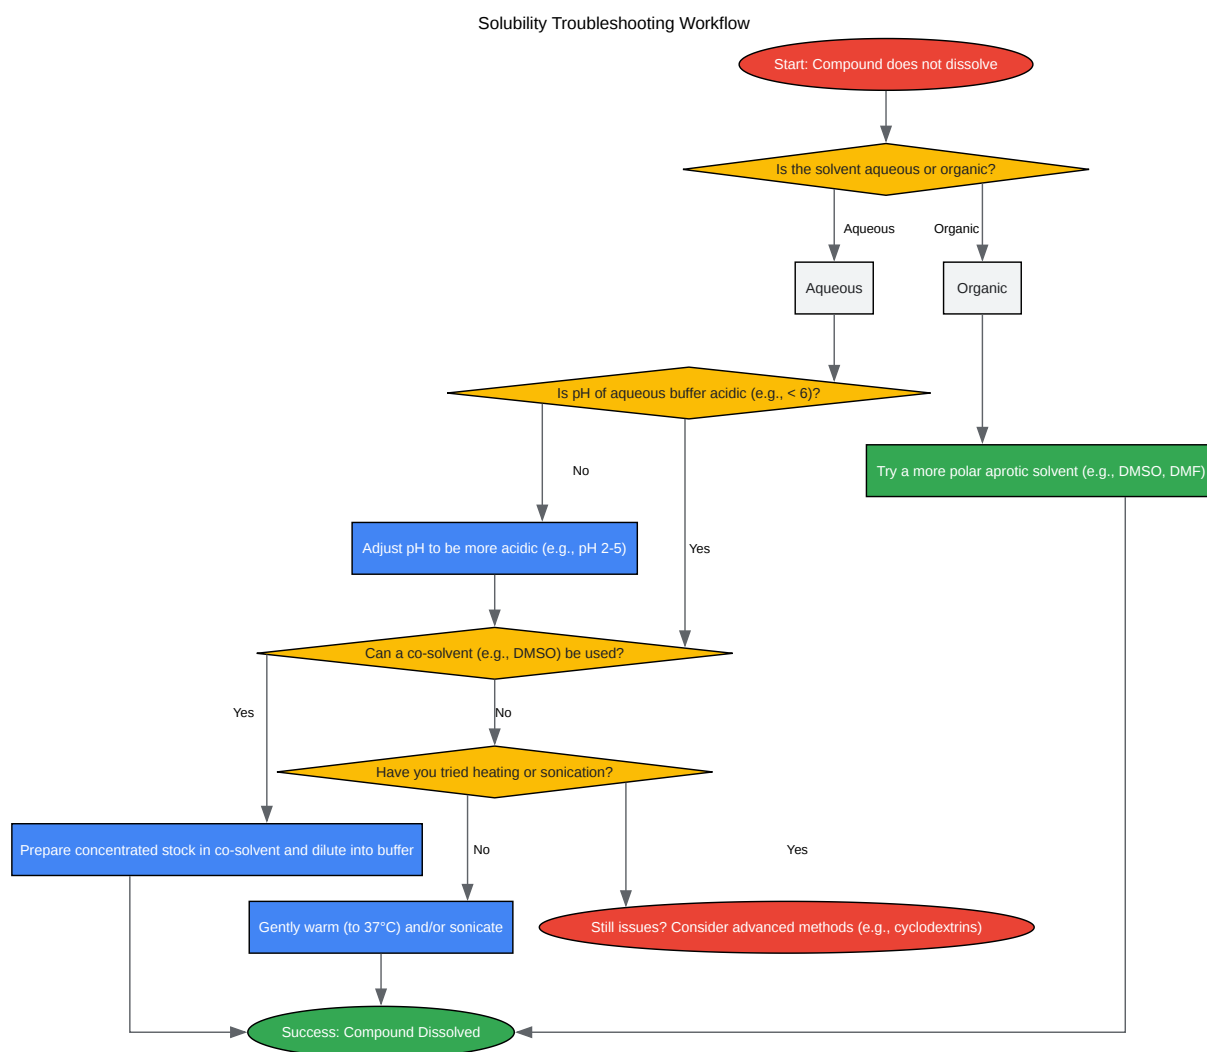 Solubility Troubleshooting Workflow
Start: Compound does not dissolve
Is the solvent aqueous or organic?
Aqueous
Organic
Aqueous
Organic
Is pH of aqueous buffer acidic (e.g., < 6)?
No
Try a more polar aprotic solvent (e.g., DMSO, DMF)
Adjust pH to be more acidic (e.g., pH 2-5)
Yes
Can a co-solvent (e.g., DMSO) be used?
Yes
No
Have you tried heating or sonication?
Prepare concentrated stock in co-solvent and dilute into buffer
No
Yes
Gently warm (to 37°C) and/or sonicate
Still issues? Consider advanced methods (e.g., cyclodextrins)
Success: Compound Dissolved